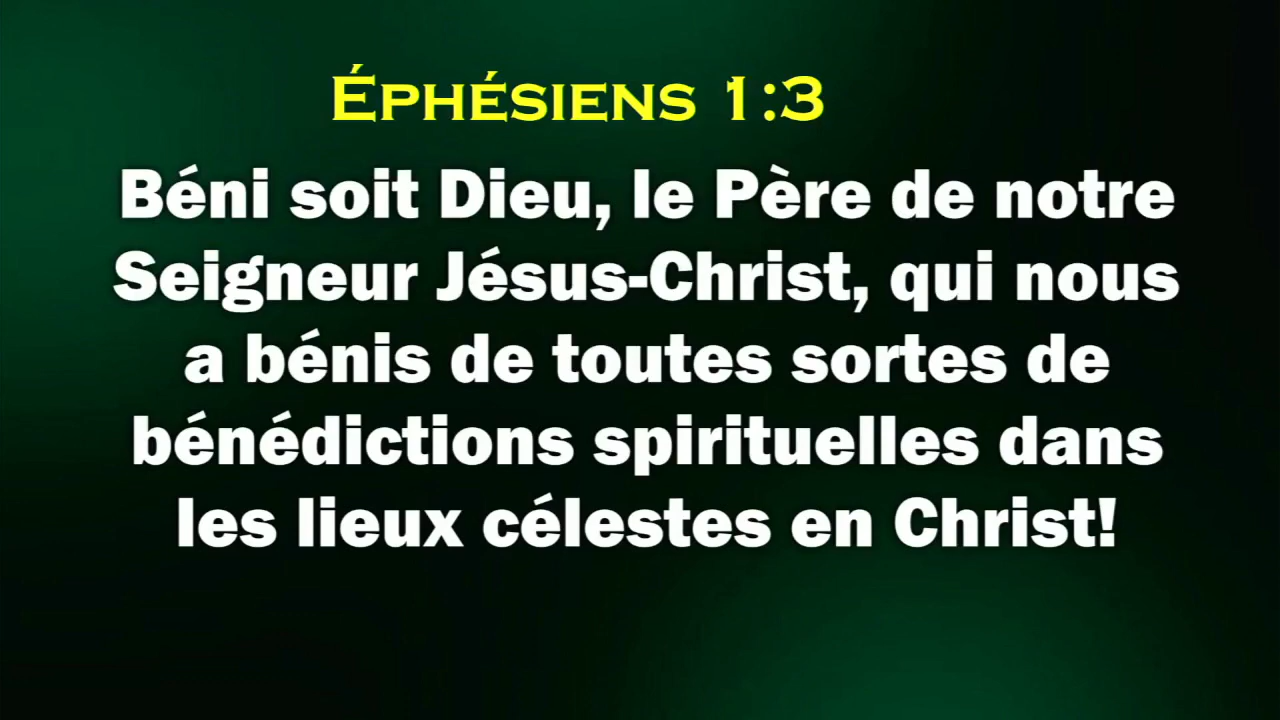 Éphésiens 1:3
Béni soit Dieu, le Père de notre
Seigneur Jésus-Christ, qui nous
a bénis de toutes sortes de
bénédictions spirituelles dans
les lieux célestes en Christ!